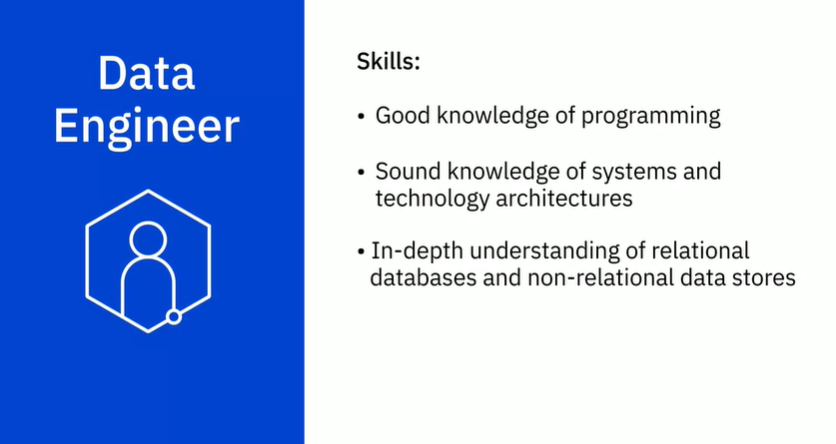 Data
Engineer
Skills:
• Good knowledge of programming
• Sound knowledge of systems and
technology architectures
• In-depth understanding of relational
databases and non-relational data stores